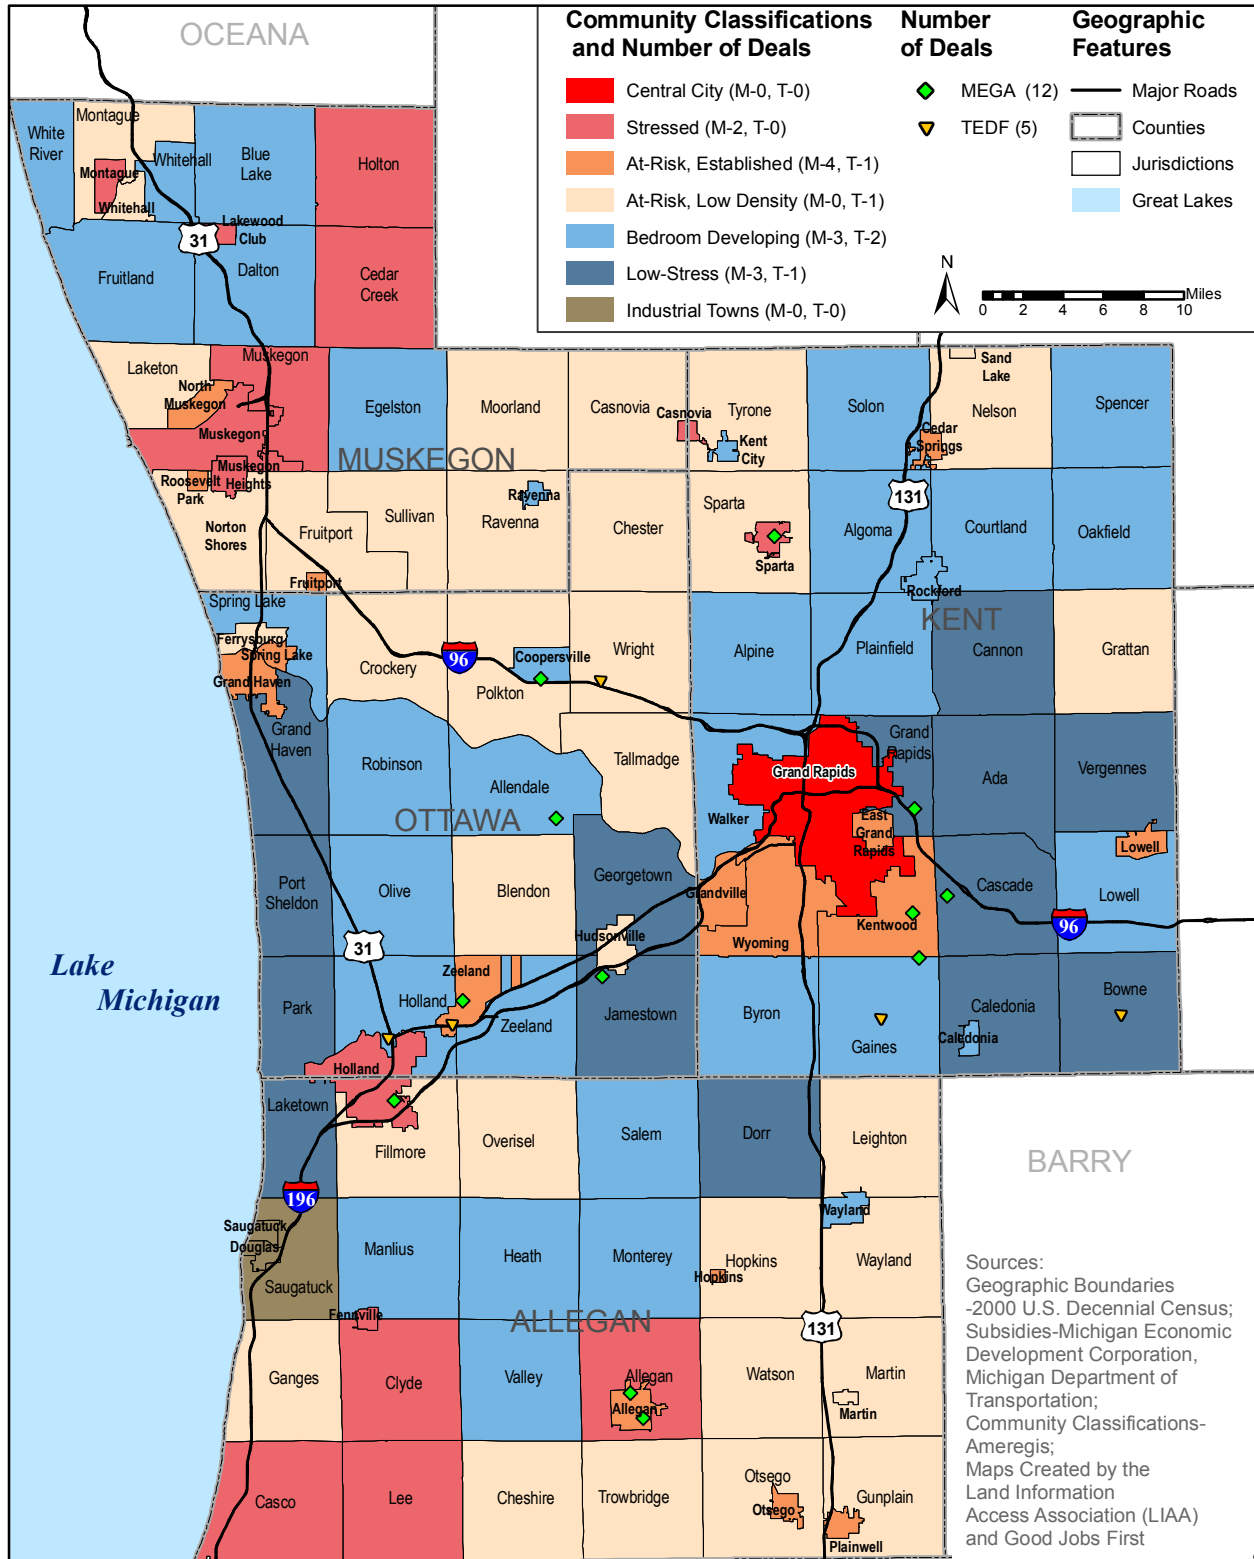 OCEANA
Community Classifications
and Number of Deals
Central City (M-0, T-0)
Stressed (M-2, T-0)
At-Risk, Established (M-4, T-1)
At-Risk, Low Density (M-0, T-1)
Bedroom Developing (M-3, T-2)
Low-Stress (M-3, T-1)
Industrial Towns (M-0, T-0)
Number
of Deals
MEGA (12)
TEDF (5)
Geographic
Features
Major Roads
Counties
Jurisdictions
Great Lakes
N
Miles
0 2 4 6 8 10
White
River
Montague
Whitehall
Blue
Lake
Holton
Montague
Whitehall
Lakewood
Club
31
Fruitland
Dalton
Cedar
Creek
Laketon
Muskegon
North
Muskegon
Muskegon
Egelston
Moorland
Casnovia
Casnovia
Tyrone
Kent
City
Solon
Sand
Lake
Nelson
Cedar
Springs
Spencer
MUSKEGON
Muskegon
Heights
Roosevelt
Park
Norton
Shores
Fruitport
Sullivan
Ravenna
Ravenna
Chester
Sparta
Sparta
131
Algoma
Courtland
Oakfield
Fruitport
Rockford
KENT
Spring Lake
Ferrysburg
Spring Lake
Grand Haven
Grand
Haven
Crockery
96
Coopersville
Polkton
Wright
Alpine
Plainfield
Cannon
Grattan
Robinson
Allendale
Tallmadge
Grand Rapids
Grand
Rapids
Ada
Vergennes
OTTAWA
Walker
East
Grand
Rapids
Lowell
Port
Sheldon
Olive
Blendon
Georgetown
Grandville
Cascade
Lowell
Hudsonville
Wyoming
Kentwood
96
31
Lake
Michigan
Zeeland
Park
Holland
Zeeland
Jamestown
Byron
Gaines
Caledonia
Caledonia
Bowne
Holland
Laketown
Fillmore
Overisel
Salem
Dorr
Leighton
BARRY
196
Wayland
Saugatuck
Douglas
Saugatuck
Manlius
Heath
Monterey
Hopkins
Hopkins
Wayland
Fennville
ALLEGAN
131
Ganges
Clyde
Valley
Allegan
Allegan
Watson
Martin
Martin
Casco
Lee
Cheshire
Trowbridge
Otsego
Otsego
Gunplain
Plainwell
Sources:
Geographic Boundaries
-2000 U.S. Decennial Census;
Subsidies-Michigan Economic
Development Corporation,
Michigan Department of
Transportation;
Community Classifications-
Ameregis;
Maps Created by the
Land Information
Access Association (LIAA)
and Good Jobs First